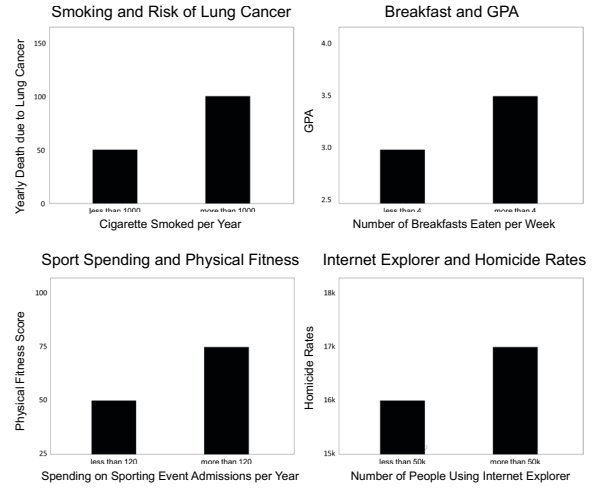 Smoking and Risk of Lung Cancer
Yearly Death due to Lung Cancer
150
100
50
0
less than 1000 more than 1000
Cigarette Smoked per Year
Breakfast and GPA
GPA
4.0
3.5
3.0
2.5
less than 4 more than 4
Number of Breakfasts Eaten per Week
Sport Spending and Physical Fitness
Physical Fitness Score
100
75
50
25
less than 120 more than 120
Spending on Sporting Event Admissions per Year
Internet Explorer and Homicide Rates
Homicide Rates
18k
17k
16k
15k
less than 50k more than 50k
Number of People Using Internet Explorer